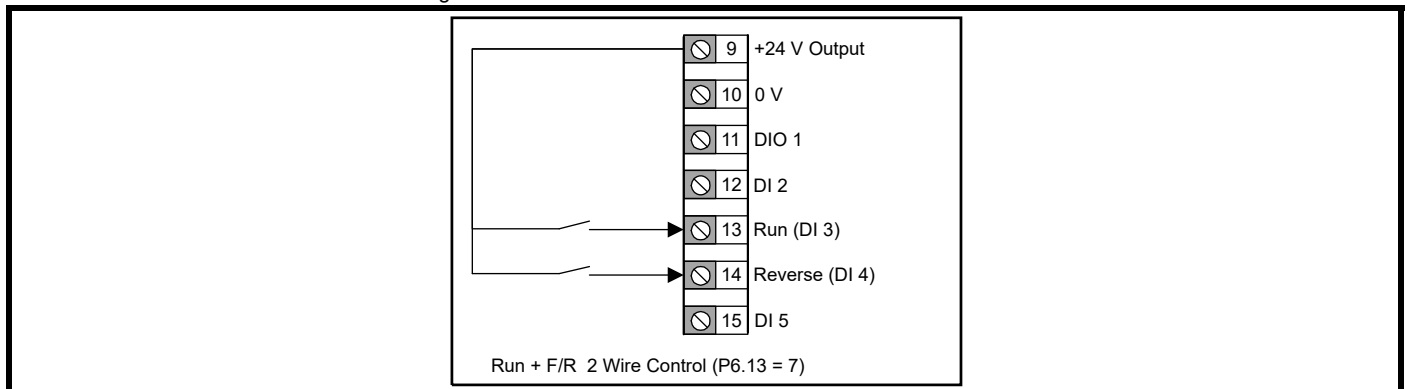 9 +24 V Output
10 0 V
11 DIO 1
12 DI 2
13 Run (DI 3)
14 Reverse (DI 4)
15 DI 5
Run + F/R 2 Wire Control (P6.13 = 7)